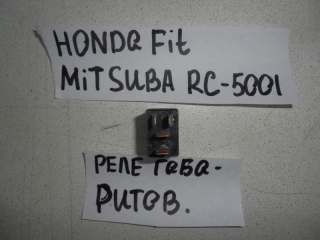 HONDA Fit
MiTSUBA RC-5001
РЕЛЕ ГАБА-
РИТОВ.